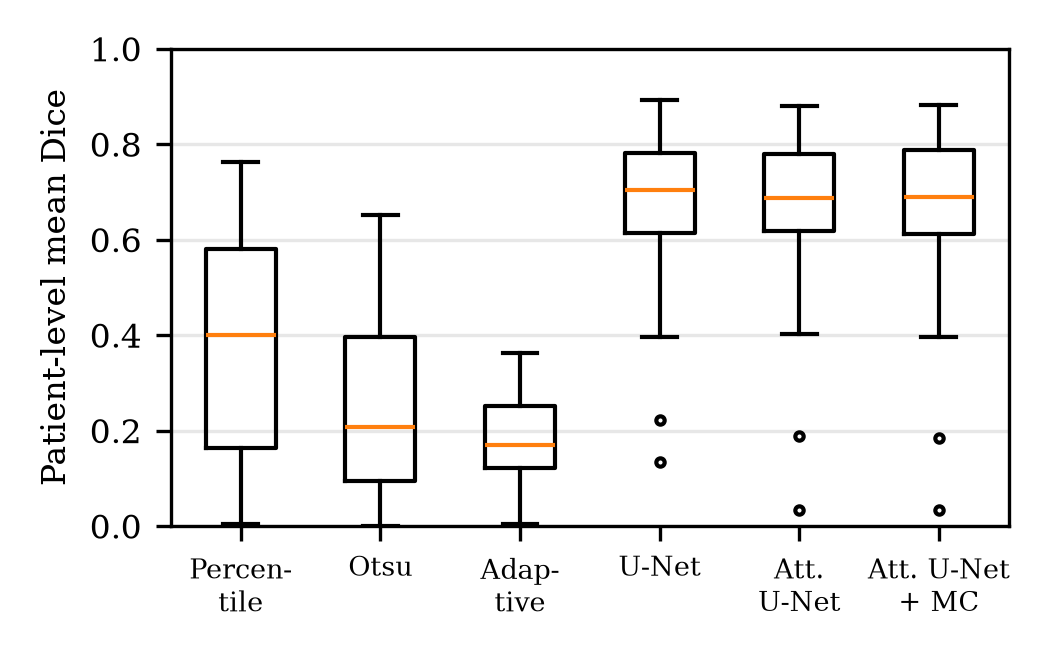 Patient-level mean Dice
1.0
0.8
0.6
0.4
0.2
0.0
Percen-
tile
Otsu
Adap-
tive
U-Net
Att.
U-Net
Att. U-Net
+ MC